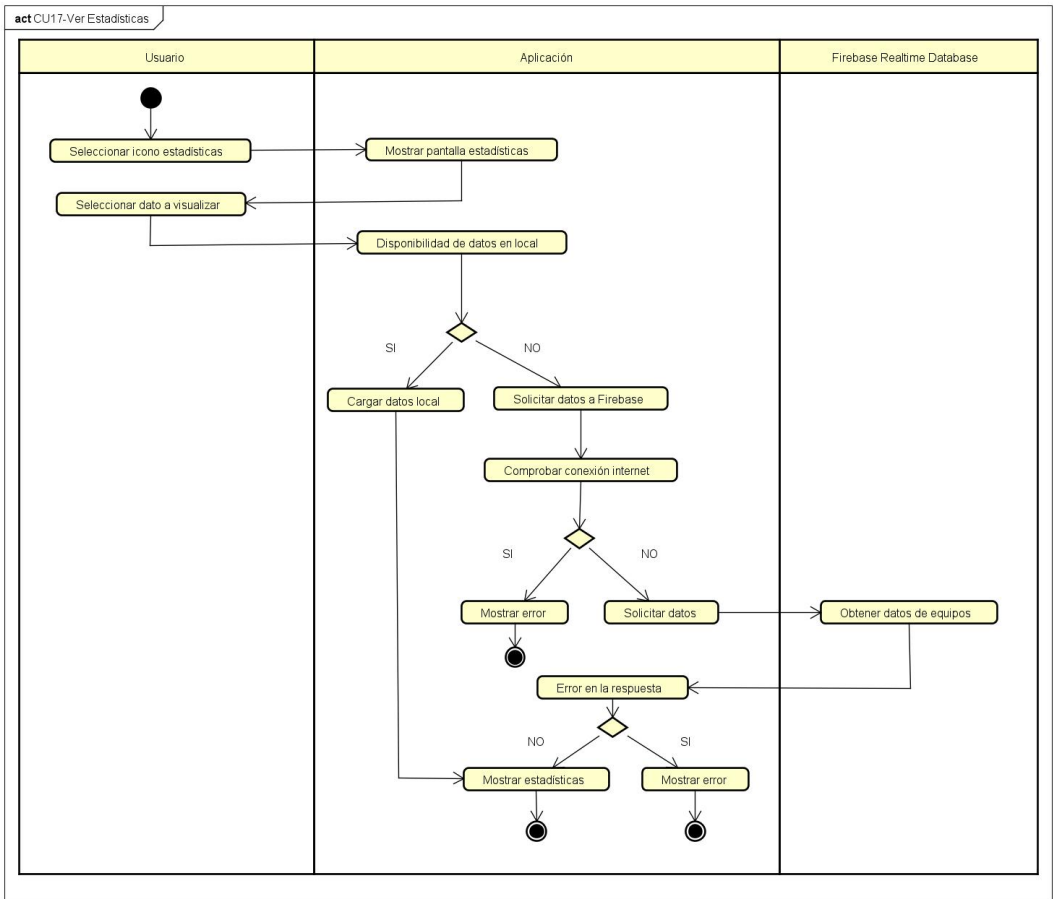 act CU17-Ver Estadísticas
Usuario
Aplicación
Firebase Realtime Database
Seleccionar icono estadísticas
Mostrar pantalla estadísticas
Seleccionar dato a visualizar
Disponibilidad de datos en local
SI
NO
Cargar datos local
Solicitar datos a Firebase
Comprobar conexión internet
SI
NO
Mostrar error
Solicitar datos
Obtener datos de equipos
Error en la respuesta
NO
SI
Mostrar estadísticas
Mostrar error